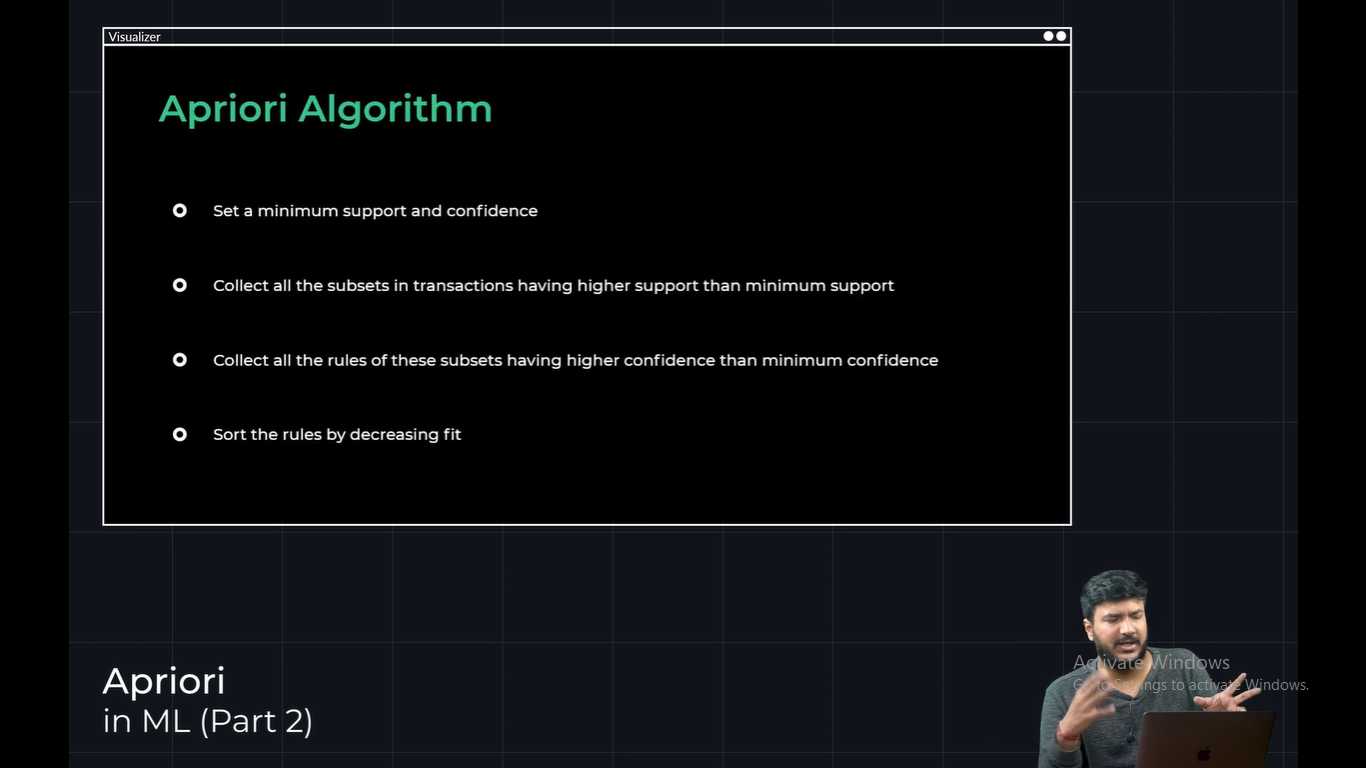 Visualizer
Apriori Algorithm
Set a minimum support and confidence
Collect all the subsets in transactions having higher support than minimum support
Collect all the rules of these subsets having higher confidence than minimum confidence
Sort the rules by decreasing fit
Apriori
in ML (Part 2)
Activate Windows
Go to Settings to activate Windows.